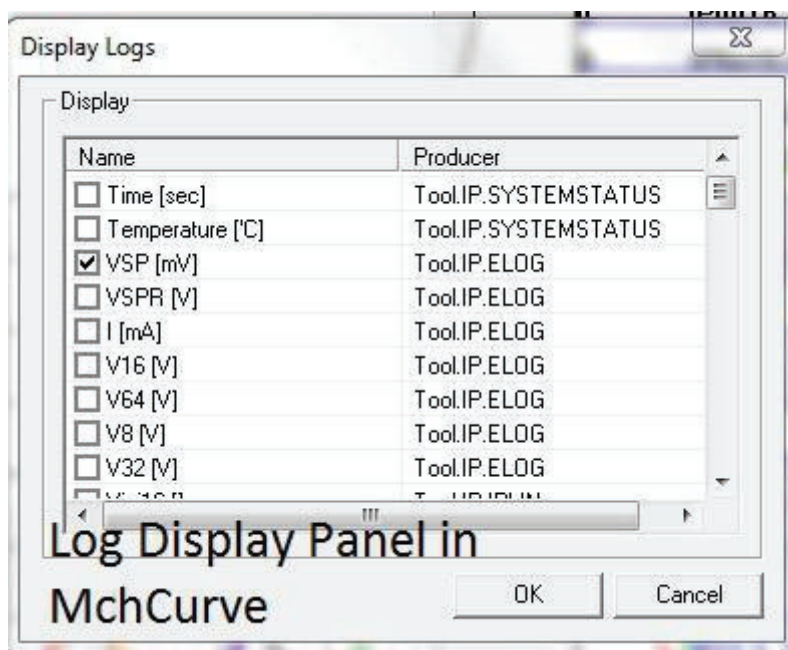 Display Logs
Display
Name Producer
Time [sec] Tool.IP.SYSTEMSTATUS
Temperature ['C] Tool.IP.SYSTEMSTATUS
VSP [mV] Tool.IP.ELOG
VSPR [V] Tool.IP.ELOG
I [mA] Tool.IP.ELOG
V16 [V] Tool.IP.ELOG
V64 [V] Tool.IP.ELOG
V8 [V] Tool.IP.ELOG
V32 [V] Tool.IP.ELOG
Log Display Panel in
MchCurve
OK Cancel